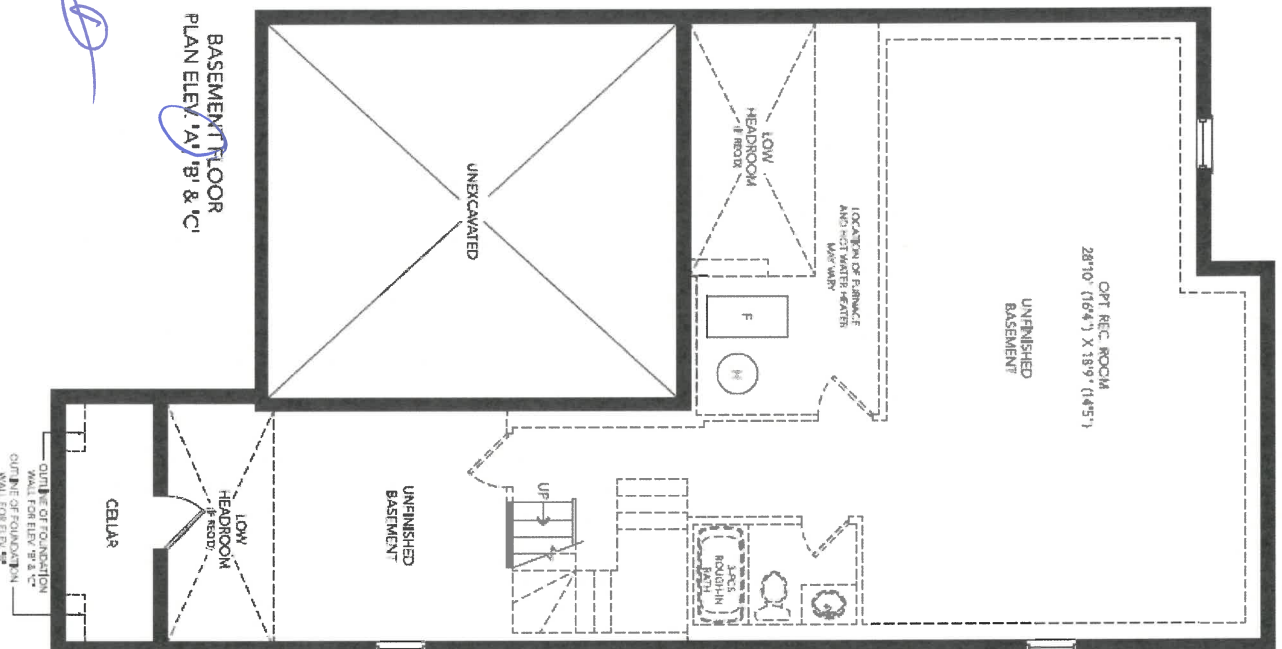 BASEMENT FLOOR
PLAN ELEV. 'A' 'B' & 'C'
UNEXCAVATED
LOW
HEADROOM
(IF REQ'D)
LOCATION OF FURNACE
AND HOT WATER HEATER
MAY VARY
F
H
OPT REC. ROOM
28'10" (16'4") X 18'9" (14'5")
UNFINISHED
BASEMENT
3-PCS
ROUGH-IN
BATH
UP
UNFINISHED
BASEMENT
LOW
HEADROOM
(IF REQ'D)
CELLAR
OUTLINE OF FOUNDATION
WALL FOR ELEV 'B' & 'C'
OUTLINE OF FOUNDATION
WALL FOR ELEV